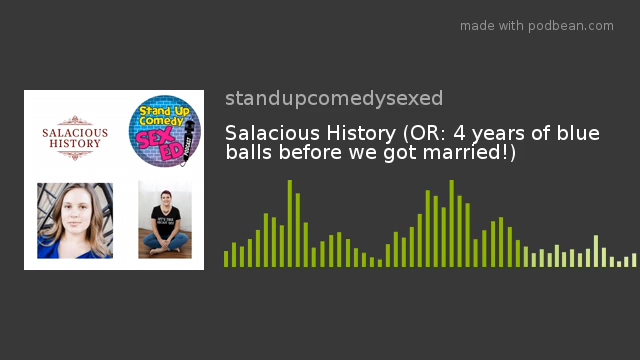 made with podbean.com
standupcomedysexed
Salacious History (OR: 4 years of blue
balls before we got married!)
SALACIOUS
HISTORY
Stand Up
Comedy
SEX
ED
PODCAST